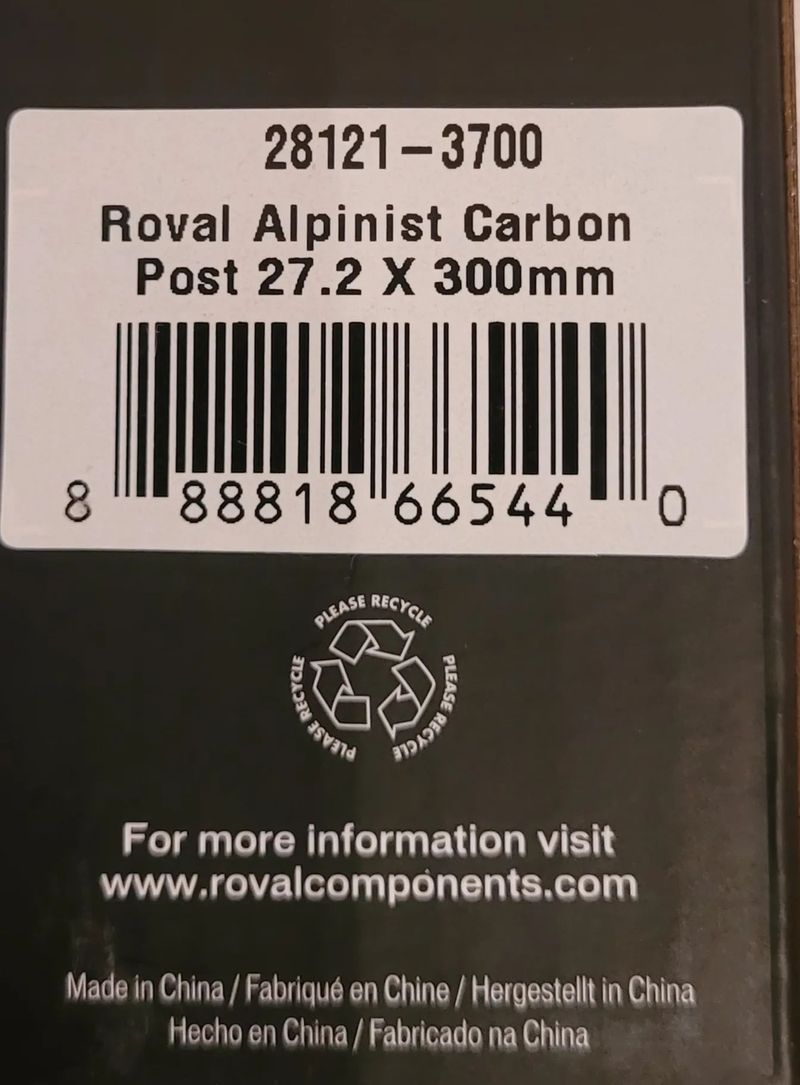 28121-3700
Roval Alpinist Carbon
Post 27.2 X 300mm
8 88818 66544 0
PLEASE RECYCLE
PLEASE RECYCLE
PLEASE RECYCLE
For more information visit
www.rovalcomponents.com
Made in China / Fabriqué en Chine / Hergestellt in China
Hecho en China / Fabricado na China